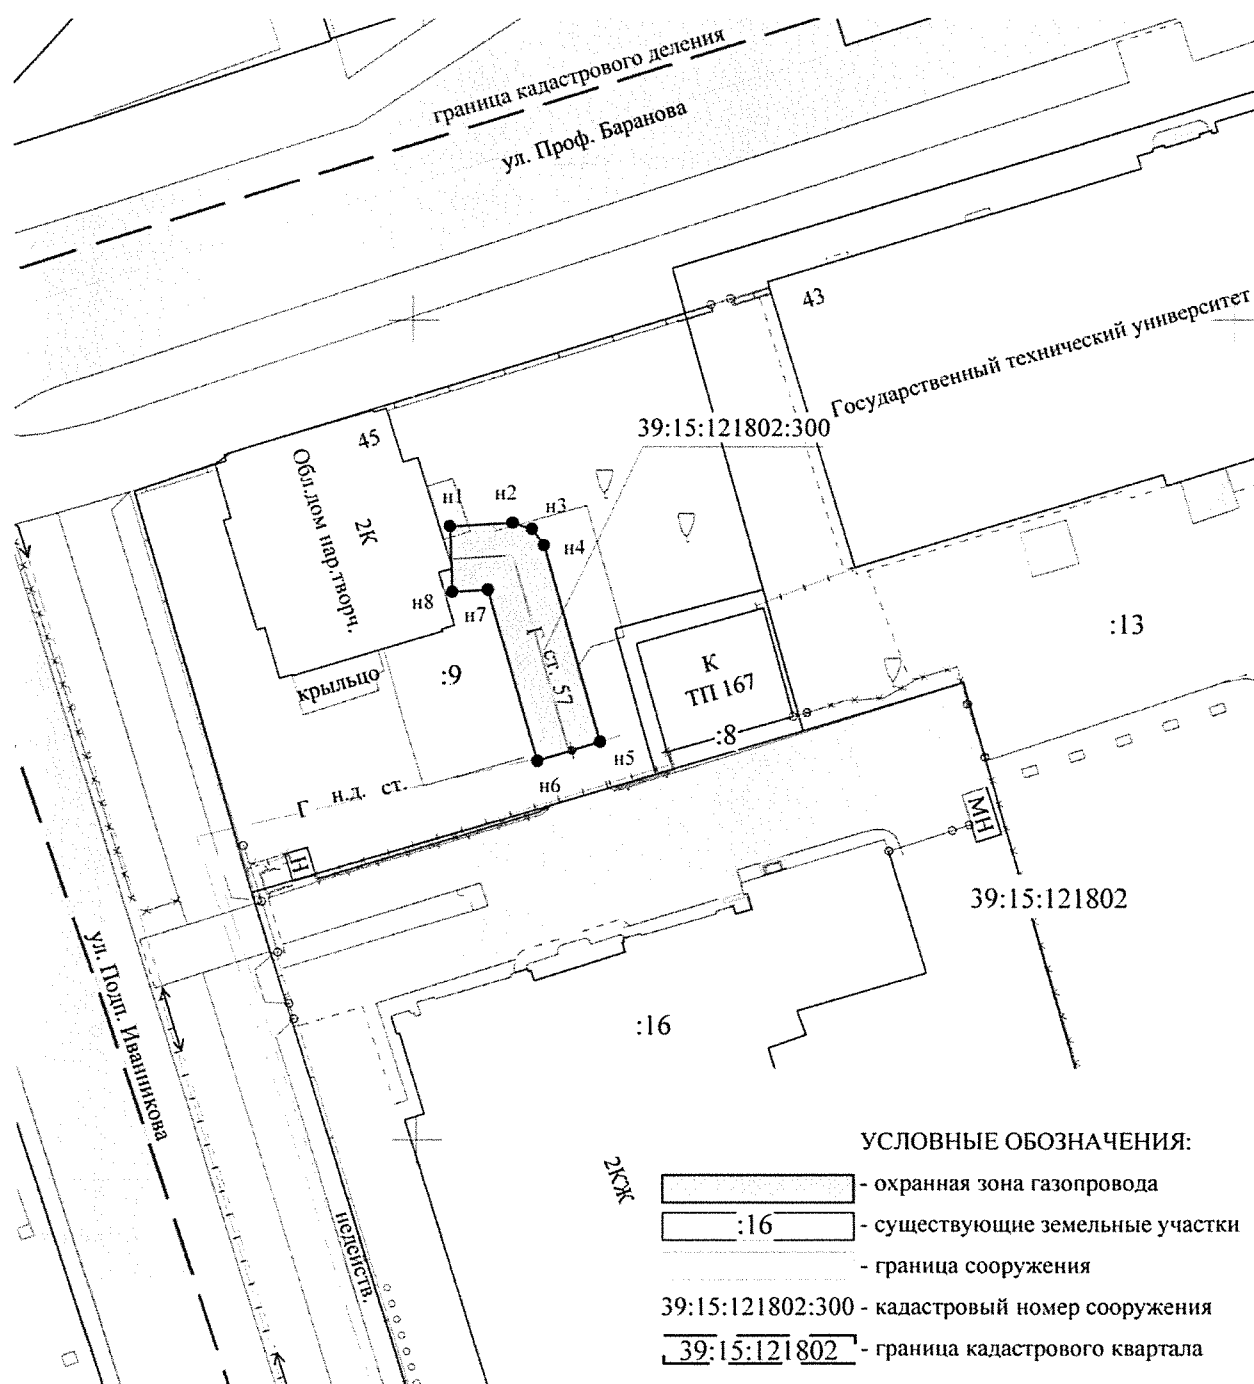 граница кадастрового деления
ул. Проф. Баранова
43
Государственный технический университет
39:15:121802:300
45
Обл.дом нар.творч.
2К
н1
н2
н3
н4
н8
н7
:13
К
ТП 167
:9
крыльцо
Г ст. 57
:8
н5
н6
Г н.д. ст.
МН
Н
39:15:121802
ул. Подп. Иванникова
:16
недейств.
2КЖ
УСЛОВНЫЕ ОБОЗНАЧЕНИЯ:
- охранная зона газопровода
:16 - существующие земельные участки
- граница сооружения
39:15:121802:300 - кадастровый номер сооружения
39:15:121802 - граница кадастрового квартала